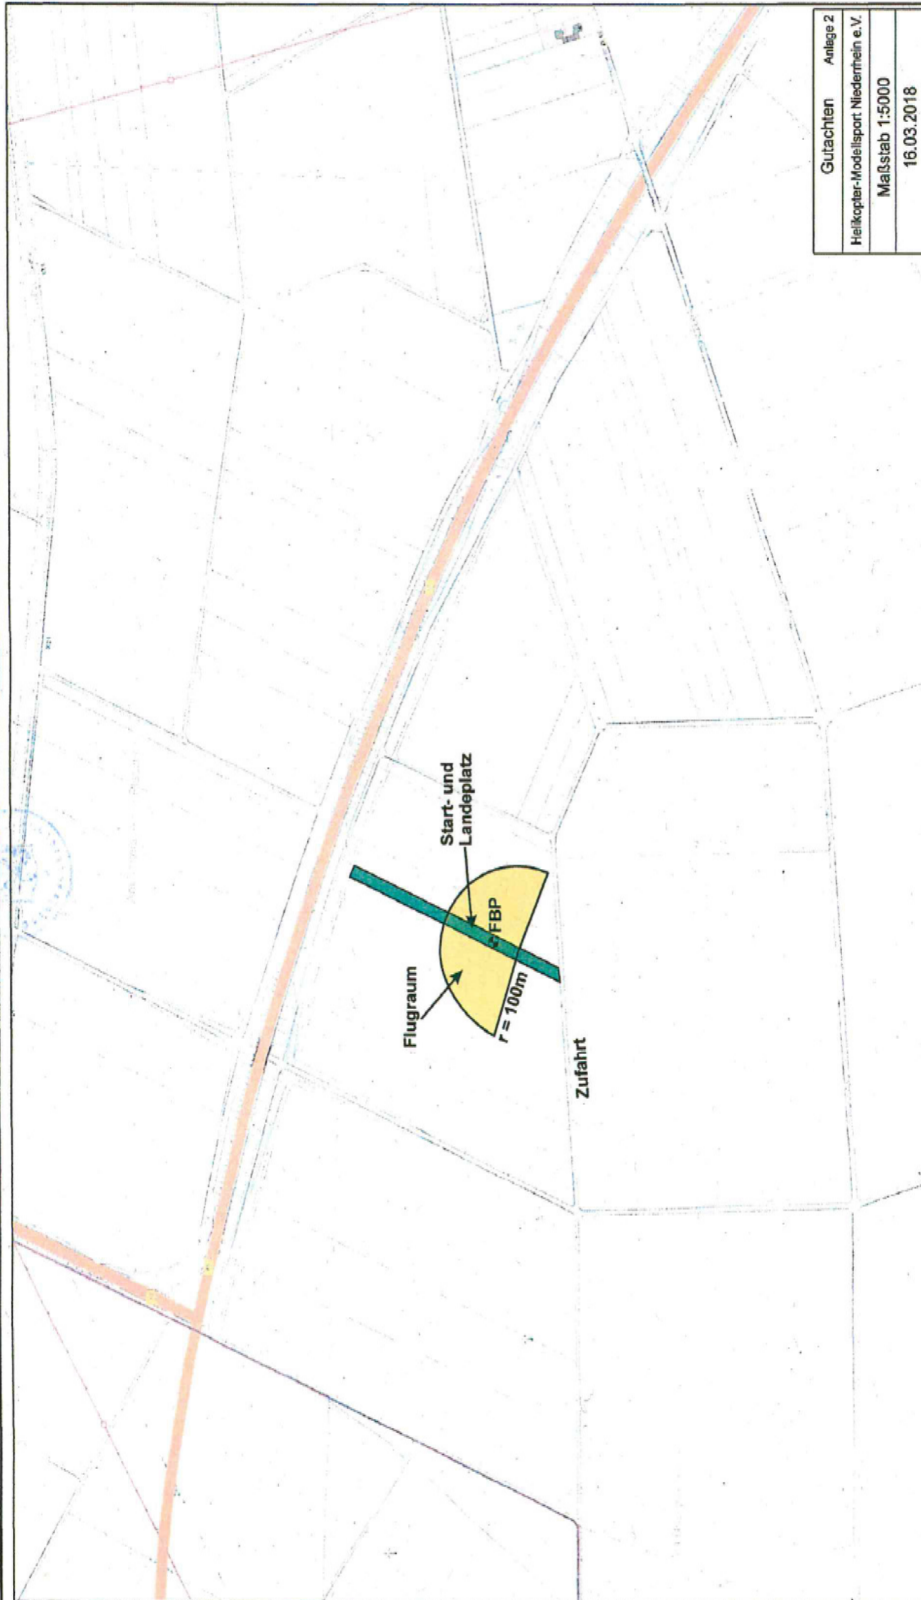 Gutachten Anlage 2
Helikopter-Modellsport Niederrhein e.V.
Maßstab 1:5000
16.03.2018
Start- und
Landeplatz
Flugraum
FBP
r = 100m
Zufahrt